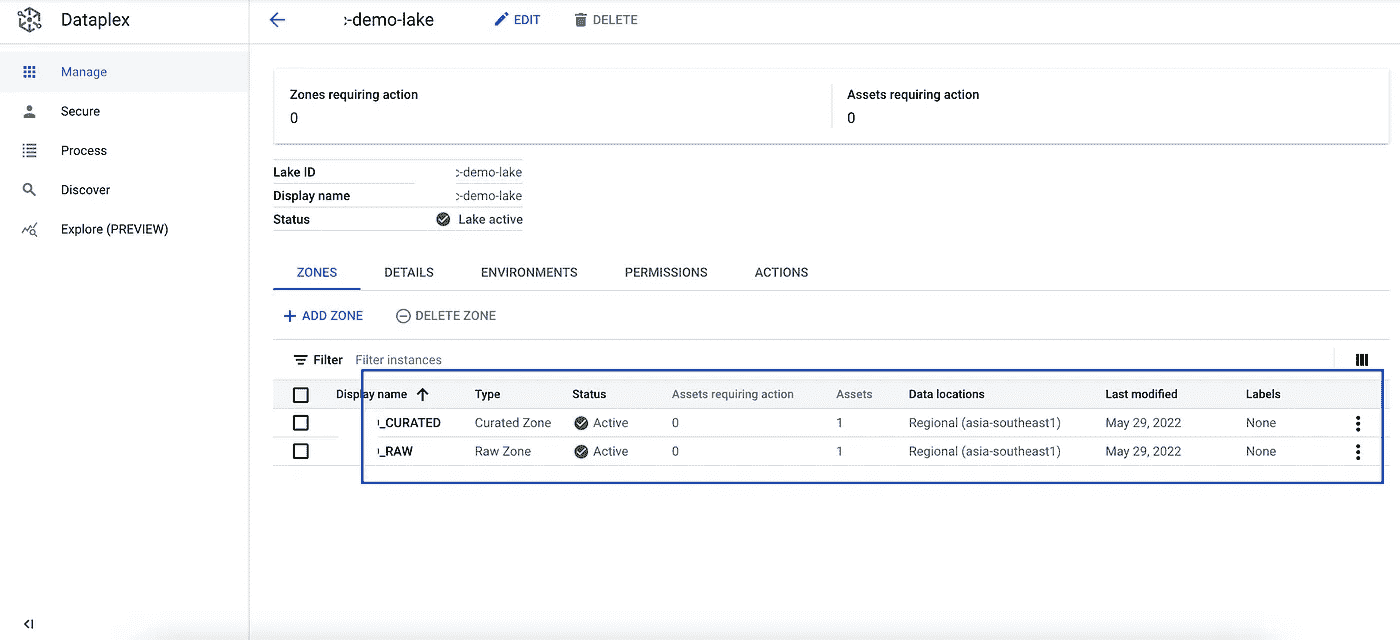 Dataplex
:-demo-lake
EDIT
DELETE
Manage
Secure
Process
Discover
Explore (PREVIEW)
Zones requiring action
0
Assets requiring action
0
Lake ID :-demo-lake
Display name :-demo-lake
Status Lake active
ZONES DETAILS ENVIRONMENTS PERMISSIONS ACTIONS
ADD ZONE DELETE ZONE
Filter Filter instances
Display name Type Status Assets requiring action Assets Data locations Last modified Labels
_CURATED Curated Zone Active 0 1 Regional (asia-southeast1) May 29, 2022 None
_RAW Raw Zone Active 0 1 Regional (asia-southeast1) May 29, 2022 None